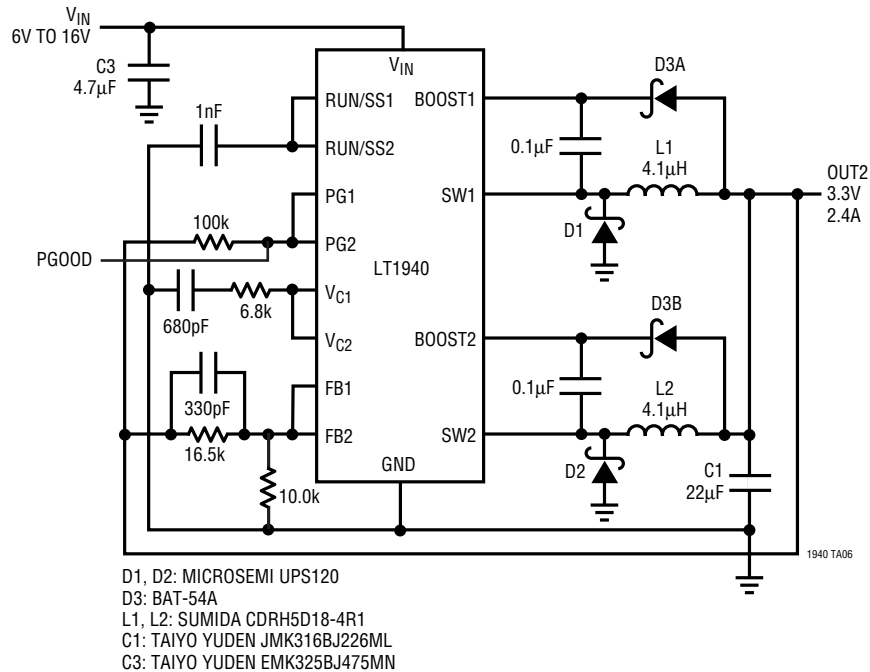 VIN
6V TO 16V
C3
4.7µF
VIN
D3A
RUN/SS1
BOOST1
1nF
0.1µF
L1
4.1µH
RUN/SS2
OUT2
3.3V
2.4A
PG1
SW1
100k
D1
PG2
PGOOD
LT1940
VC1
680pF
6.8k
D3B
VC2
BOOST2
0.1µF
L2
4.1µH
FB1
330pF
16.5k
FB2
SW2
GND
D2
C1
22µF
10.0k
1940 TA06
D1, D2: MICROSEMI UPS120
D3: BAT-54A
L1, L2: SUMIDA CDRH5D18-4R1
C1: TAIYO YUDEN JMK316BJ226ML
C3: TAIYO YUDEN EMK325BJ475MN